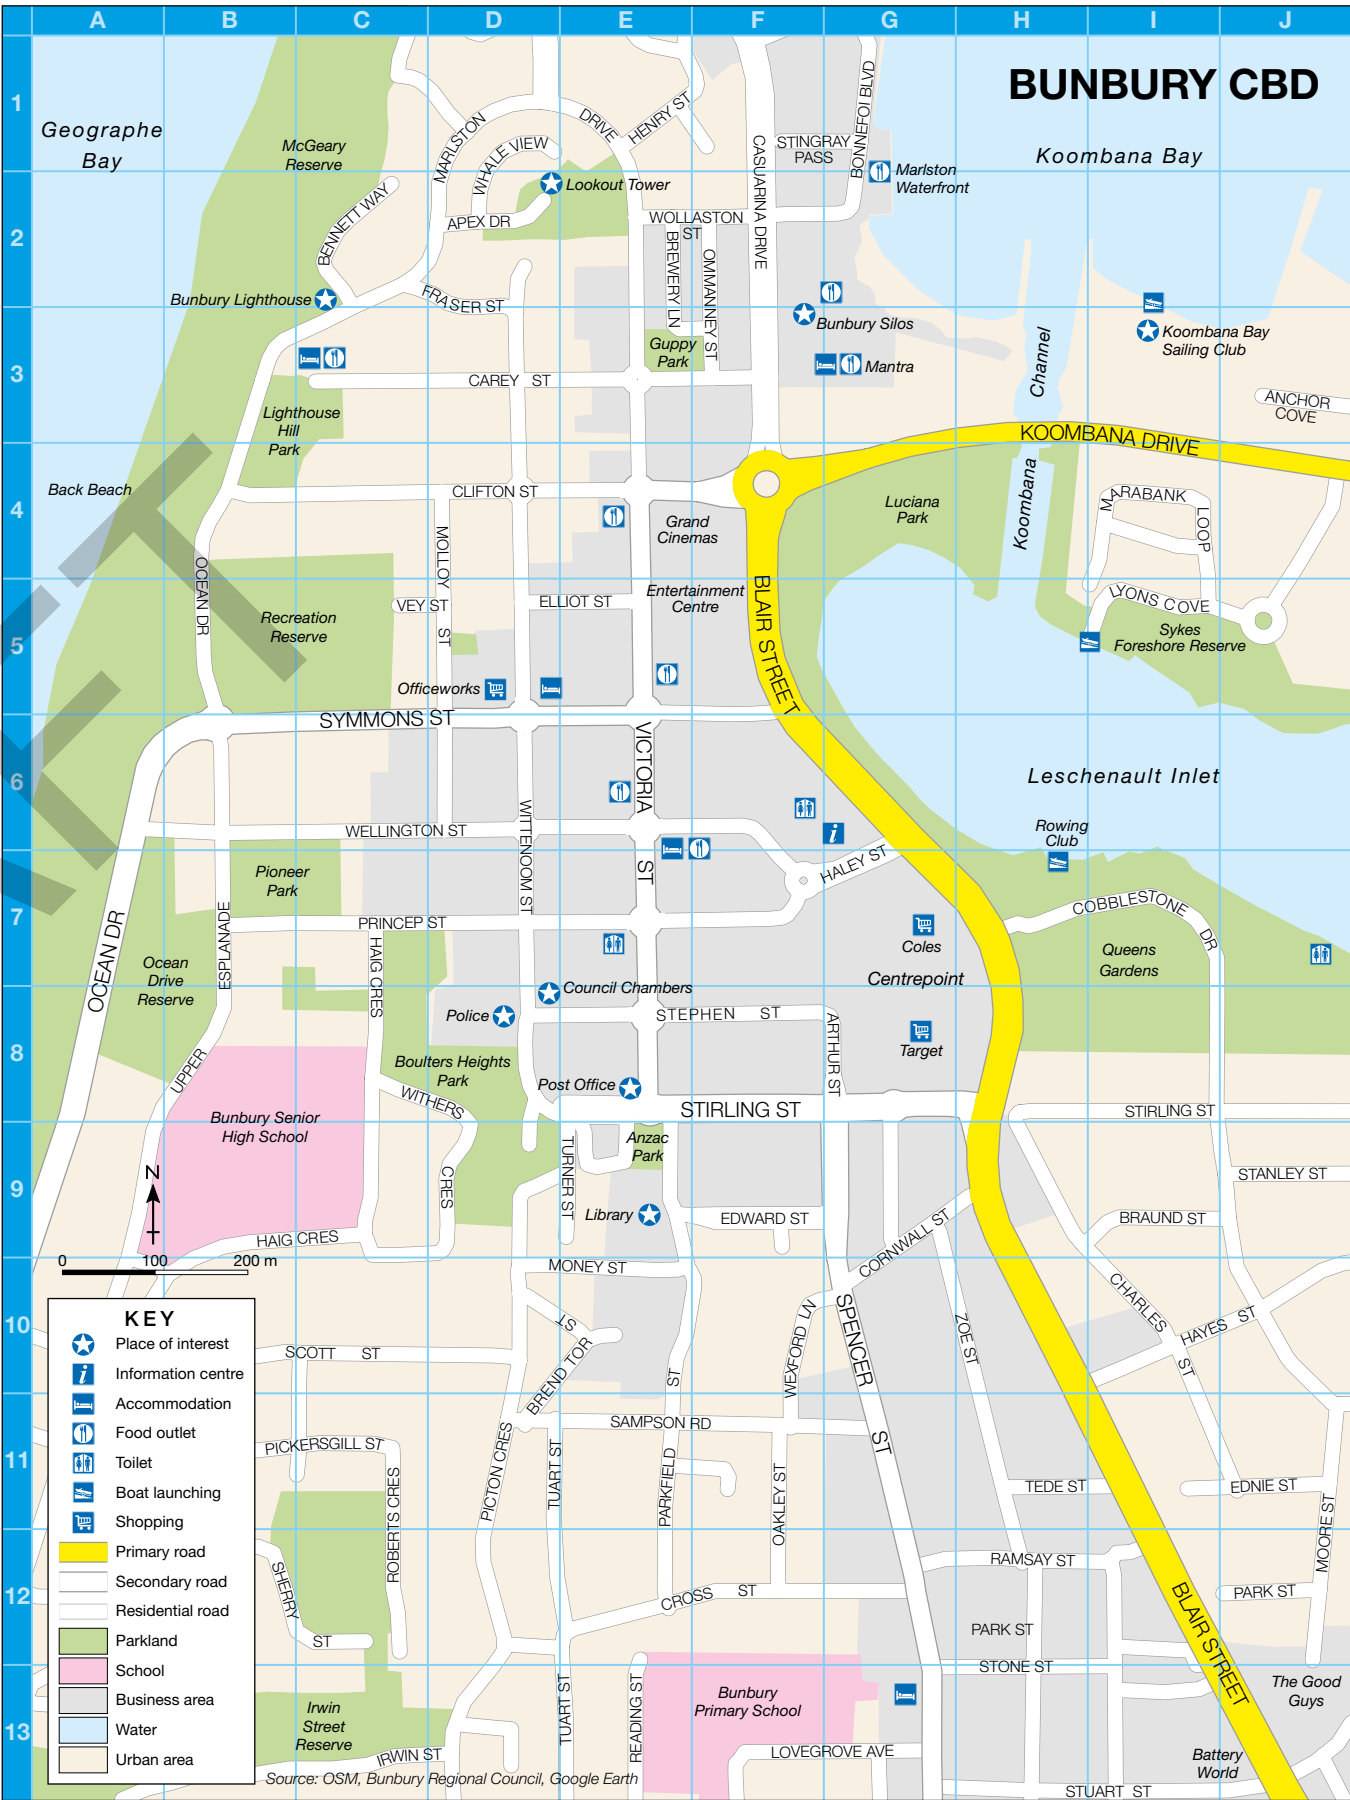 A B C D E F G H I J
BUNBURY CBD
1
2
3
4
5
6
7
8
9
10
11
12
13
Geographe
Bay
McGeary
Reserve
MARLSTON
DRIVE
HENRY ST
WHALE VIEW
Lookout Tower
APEX DR
BENNETT WAY
CASUARINA DRIVE
STINGRAY
PASS
BONNEFOI BLVD
Marlston
Waterfront
Koombana Bay
WOLLASTON
ST
BREWERY LN
OMMANNEY ST
Bunbury Lighthouse
FRASER ST
Bunbury Silos
Koombana Bay
Sailing Club
Guppy
Park
Mantra
Channel
CAREY ST
ANCHOR
COVE
Lighthouse
Hill
Park
KOOMBANA DRIVE
Back Beach
CLIFTON ST
Grand
Cinemas
Luciana
Park
Koombana
MARABANK
LOOP
MOLLOY
ST
OCEAN DR
VEY ST
ELLIOT ST
Entertainment
Centre
BLAIR STREET
LYONS COVE
Recreation
Reserve
Sykes
Foreshore Reserve
Officeworks
SYMMONS ST
VICTORIA
ST
Leschenault Inlet
WITTENOOM ST
WELLINGTON ST
Rowing
Club
HALEY ST
Pioneer
Park
COBBLESTONE
DR
PRINCEP ST
OCEAN DR
ESPLANADE
UPPER
HAIG CRES
Coles
Queens
Gardens
Ocean
Drive
Reserve
Centrepoint
Council Chambers
Police
STEPHEN ST
ARTHUR ST
Target
Boulters Heights
Park
Post Office
WITHERS
CRES
STIRLING ST
STIRLING ST
Bunbury Senior
High School
Anzac
Park
TURNER ST
STANLEY ST
N
Library
EDWARD ST
CORNWALL ST
BRAUND ST
HAIG CRES
0 100 200 m
MONEY ST
CHARLES
ST
HAYES ST
SPENCER
ST
ZOE ST
WEXFORD LN
BREND TOR
ST
SCOTT ST
KEY
Place of interest
Information centre
Accommodation
Food outlet
Toilet
Boat launching
Shopping
Primary road
Secondary road
Residential road
Parkland
School
Business area
Water
Urban area
SAMPSON RD
PICKERSGILL ST
PICTON CRES
TUART ST
PARKFIELD
ST
OAKLEY ST
ROBERTS CRES
TEDE ST
EDNIE ST
MOORE ST
RAMSAY ST
SHERRY
ST
CROSS ST
PARK ST
PARK ST
BLAIR STREET
STONE ST
Irwin
Street
Reserve
TUART ST
READING ST
Bunbury
Primary School
The Good
Guys
IRWIN ST
LOVEGROVE AVE
Battery
World
STUART ST
Source: OSM, Bunbury Regional Council, Google Earth